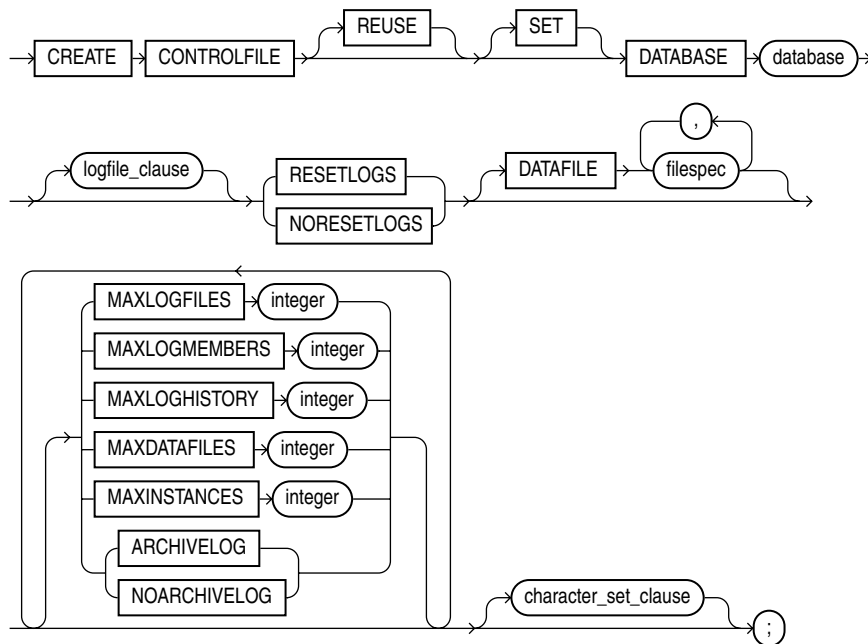 REUSE SET
CREATE CONTROLFILE DATABASE database
,
logfile_clause RESETLOGS DATAFILE filespec
NORESETLOGS
MAXLOGFILES integer
MAXLOGMEMBERS integer
MAXLOGHISTORY integer
MAXDATAFILES integer
MAXINSTANCES integer
ARCHIVELOG
NOARCHIVELOG
character_set_clause
;